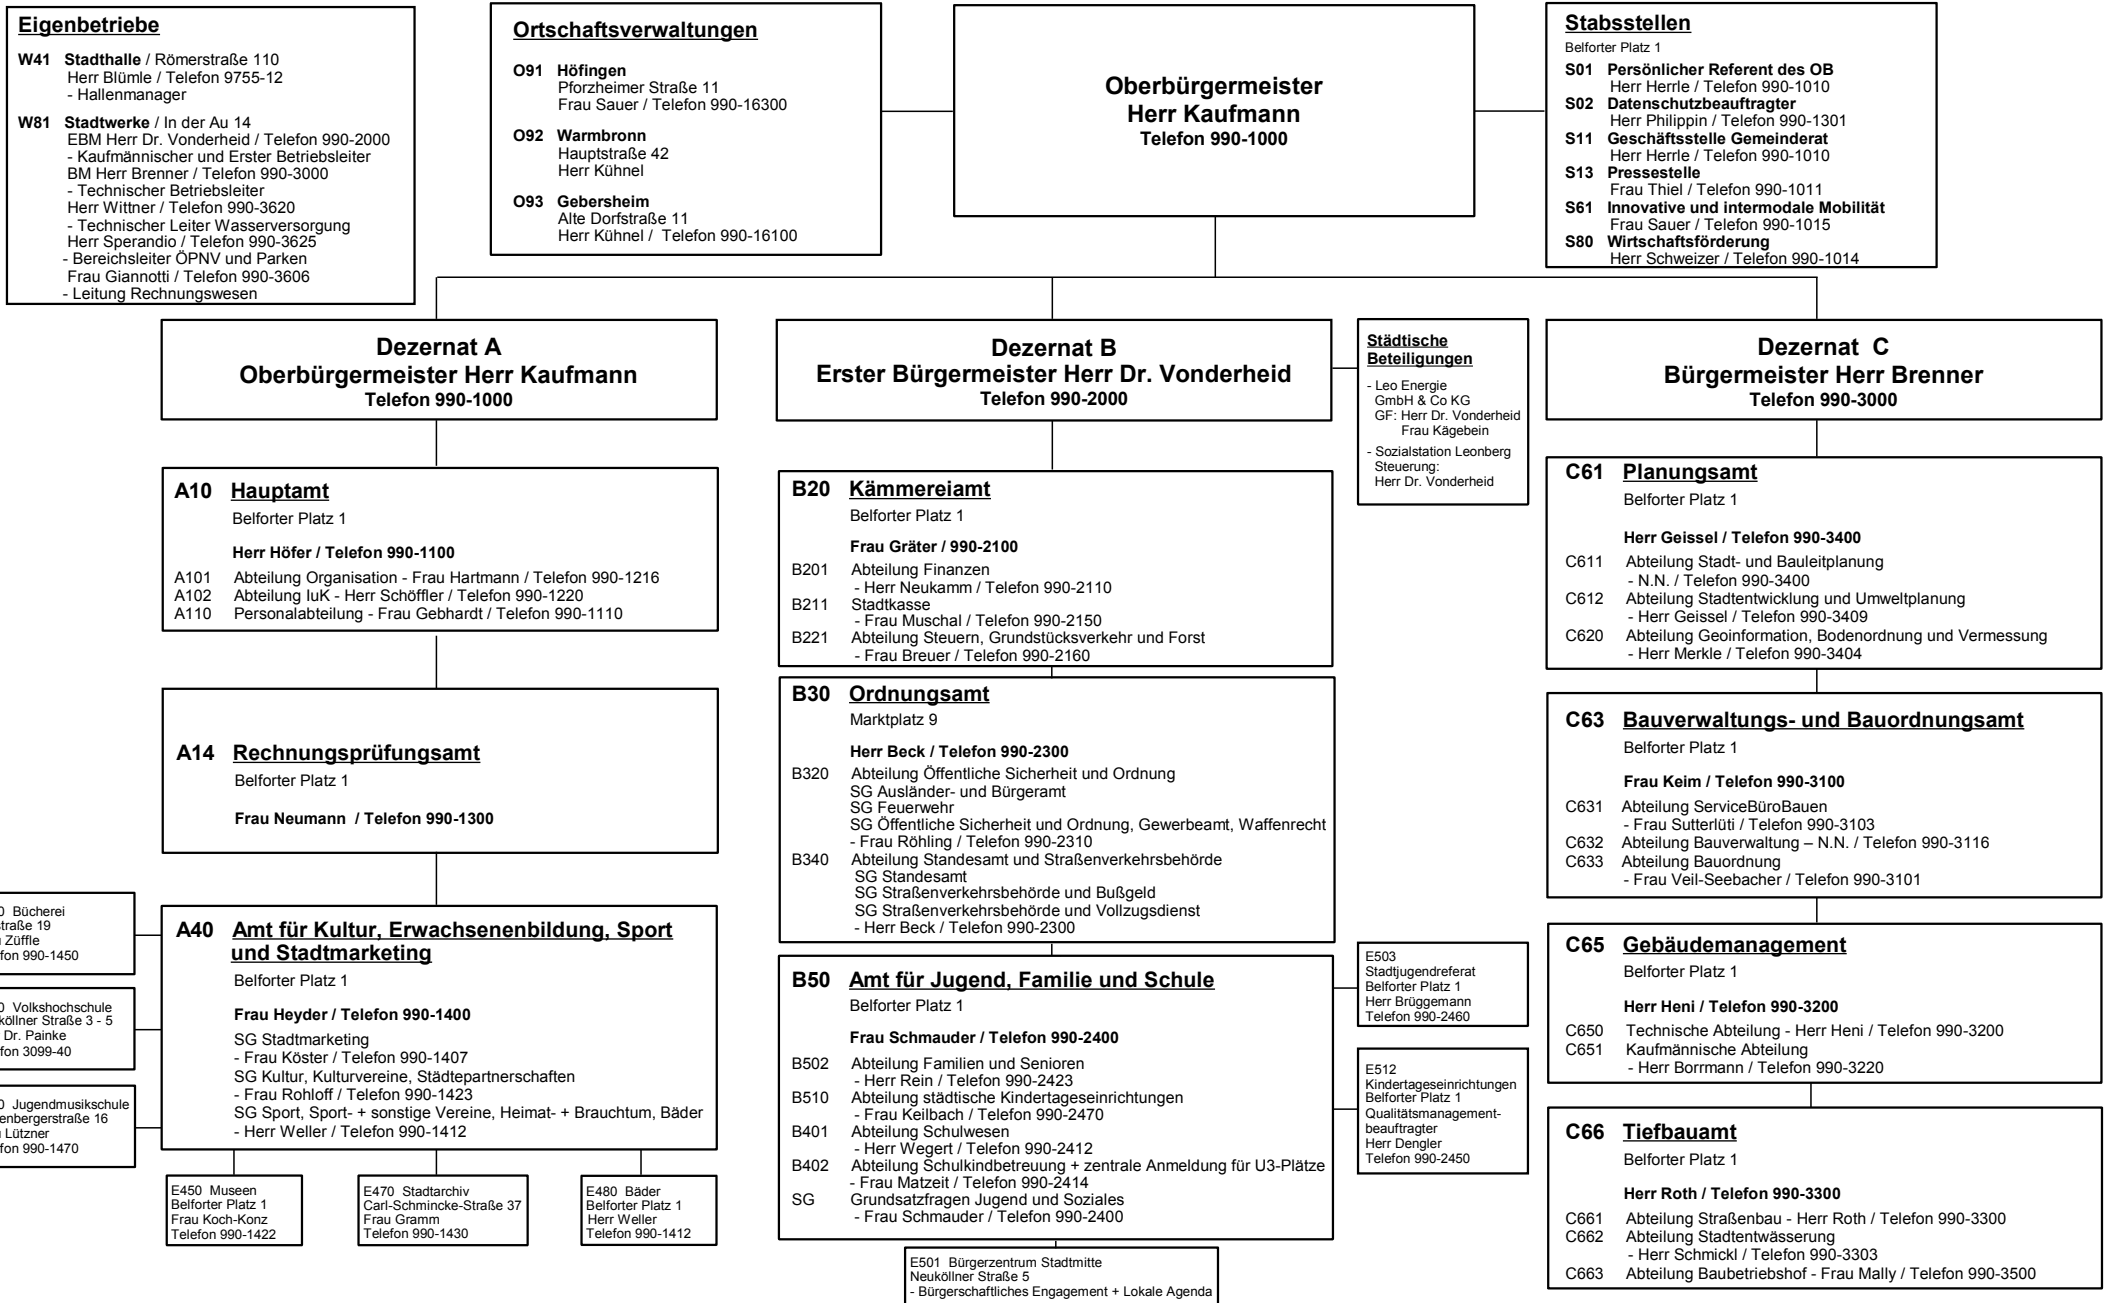 Eigenbetriebe
W41 Stadthalle / Römerstraße 110
Herr Blümle / Telefon 9755-12
- Hallenmanager
W81 Stadtwerke / In der Au 14
EBM Herr Dr. Vonderheid / Telefon 990-2000
- Kaufmännischer und Erster Betriebsleiter
BM Herr Brenner / Telefon 990-3000
- Technischer Betriebsleiter
Herr Wittner / Telefon 990-3620
- Technischer Leiter Wasserversorgung
Herr Sperandio / Telefon 990-3625
- Bereichsleiter ÖPNV und Parken
Frau Giannotti / Telefon 990-3606
- Leitung Rechnungswesen
Ortschaftsverwaltungen
O91 Höfingen
Pforzheimer Straße 11
Frau Sauer / Telefon 990-16300
O92 Warmbronn
Hauptstraße 42
Herr Kühnel
O93 Gebersheim
Alte Dorfstraße 11
Herr Kühnel / Telefon 990-16100
Oberbürgermeister
Herr Kaufmann
Telefon 990-1000
Stabsstellen
Belforter Platz 1
S01 Persönlicher Referent des OB
Herr Herrle / Telefon 990-1010
S02 Datenschutzbeauftragter
Herr Philippin / Telefon 990-1301
S11 Geschäftsstelle Gemeinderat
Herr Herrle / Telefon 990-1010
S13 Pressestelle
Frau Thiel / Telefon 990-1011
S61 Innovative und intermodale Mobilität
Frau Sauer / Telefon 990-1015
S80 Wirtschaftsförderung
Herr Schweizer / Telefon 990-1014
Dezernat A
Oberbürgermeister Herr Kaufmann
Telefon 990-1000
A10 Hauptamt
Belforter Platz 1
Herr Höfer / Telefon 990-1100
A101 Abteilung Organisation - Frau Hartmann / Telefon 990-1216
A102 Abteilung IuK - Herr Schöffler / Telefon 990-1220
A110 Personalabteilung - Frau Gebhardt / Telefon 990-1110
A14 Rechnungsprüfungsamt
Belforter Platz 1
Frau Neumann / Telefon 990-1300
0 Bücherei
traße 19
Züffle
fon 990-1450
0 Volkshochschule
köllner Straße 3 - 5
Dr. Painke
fon 3099-40
0 Jugendmusikschule
enbergerstraße 16
Lützner
fon 990-1470
A40 Amt für Kultur, Erwachsenenbildung, Sport
und Stadtmarketing
Belforter Platz 1
Frau Heyder / Telefon 990-1400
SG Stadtmarketing
- Frau Köster / Telefon 990-1407
SG Kultur, Kulturvereine, Städtepartnerschaften
- Frau Rohloff / Telefon 990-1423
SG Sport, Sport- + sonstige Vereine, Heimat- + Brauchtum, Bäder
- Herr Weller / Telefon 990-1412
E450 Museen
Belforter Platz 1
Frau Koch-Konz
Telefon 990-1422
E470 Stadtarchiv
Carl-Schmincke-Straße 37
Frau Gramm
Telefon 990-1430
E480 Bäder
Belforter Platz 1
Herr Weller
Telefon 990-1412
Dezernat B
Erster Bürgermeister Herr Dr. Vonderheid
Telefon 990-2000
Städtische
Beteiligungen
- Leo Energie
GmbH & Co KG
GF: Herr Dr. Vonderheid
Frau Kägebein
- Sozialstation Leonberg
Steuerung:
Herr Dr. Vonderheid
B20 Kämmereiamt
Belforter Platz 1
Frau Gräter / 990-2100
B201 Abteilung Finanzen
- Herr Neukamm / Telefon 990-2110
B211 Stadtkasse
- Frau Muschal / Telefon 990-2150
B221 Abteilung Steuern, Grundstücksverkehr und Forst
- Frau Breuer / Telefon 990-2160
B30 Ordnungsamt
Marktplatz 9
Herr Beck / Telefon 990-2300
B320 Abteilung Öffentliche Sicherheit und Ordnung
SG Ausländer- und Bürgeramt
SG Feuerwehr
SG Öffentliche Sicherheit und Ordnung, Gewerbeamt, Waffenrecht
- Frau Röhling / Telefon 990-2310
B340 Abteilung Standesamt und Straßenverkehrsbehörde
SG Standesamt
SG Straßenverkehrsbehörde und Bußgeld
SG Straßenverkehrsbehörde und Vollzugsdienst
- Herr Beck / Telefon 990-2300
B50 Amt für Jugend, Familie und Schule
Belforter Platz 1
Frau Schmauder / Telefon 990-2400
B502 Abteilung Familien und Senioren
- Herr Rein / Telefon 990-2423
B510 Abteilung städtische Kindertageseinrichtungen
- Frau Keilbach / Telefon 990-2470
B401 Abteilung Schulwesen
- Herr Wegert / Telefon 990-2412
B402 Abteilung Schulkindbetreuung + zentrale Anmeldung für U3-Plätze
- Frau Matzeit / Telefon 990-2414
SG Grundsatzfragen Jugend und Soziales
- Frau Schmauder / Telefon 990-2400
E503
Stadtjugendreferat
Belforter Platz 1
Herr Brüggemann
Telefon 990-2460
E512
Kindertageseinrichtungen
Belforter Platz 1
Qualitätsmanagement-
beauftragter
Herr Dengler
Telefon 990-2450
E501 Bürgerzentrum Stadtmitte
Neuköllner Straße 5
- Bürgerschaftliches Engagement + Lokale Agenda
Dezernat C
Bürgermeister Herr Brenner
Telefon 990-3000
C61 Planungsamt
Belforter Platz 1
Herr Geissel / Telefon 990-3400
C611 Abteilung Stadt- und Bauleitplanung
- N.N. / Telefon 990-3400
C612 Abteilung Stadtentwicklung und Umweltplanung
- Herr Geissel / Telefon 990-3409
C620 Abteilung Geoinformation, Bodenordnung und Vermessung
- Herr Merkle / Telefon 990-3404
C63 Bauverwaltungs- und Bauordnungsamt
Belforter Platz 1
Frau Keim / Telefon 990-3100
C631 Abteilung ServiceBüroBauen
- Frau Sutterlüti / Telefon 990-3103
C632 Abteilung Bauverwaltung – N.N. / Telefon 990-3116
C633 Abteilung Bauordnung
- Frau Veil-Seebacher / Telefon 990-3101
C65 Gebäudemanagement
Belforter Platz 1
Herr Heni / Telefon 990-3200
C650 Technische Abteilung - Herr Heni / Telefon 990-3200
C651 Kaufmännische Abteilung
- Herr Borrmann / Telefon 990-3220
C66 Tiefbauamt
Belforter Platz 1
Herr Roth / Telefon 990-3300
C661 Abteilung Straßenbau - Herr Roth / Telefon 990-3300
C662 Abteilung Stadtentwässerung
- Herr Schmickl / Telefon 990-3303
C663 Abteilung Baubetriebshof - Frau Mally / Telefon 990-3500